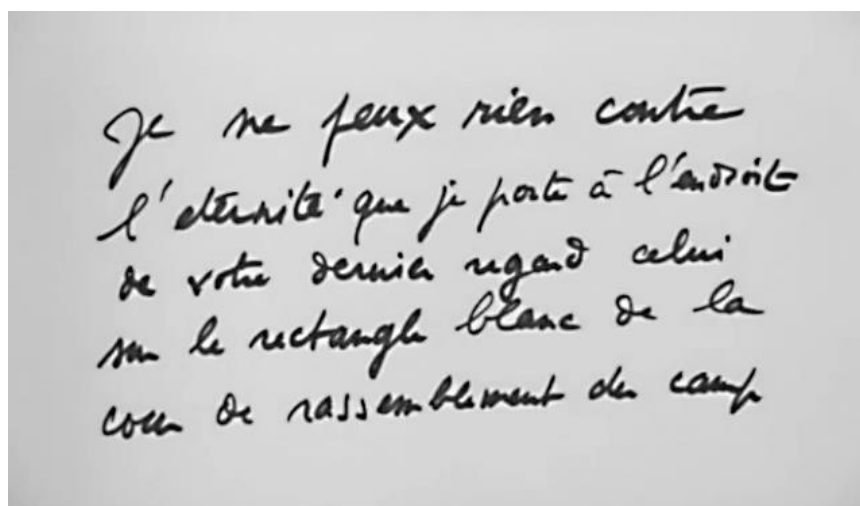 Je ne peux rien contre
l'eternité que je porte à l'endroit
de votre dernier regard celui
sur le rectangle blanc de la
cour de rassemblement du camp